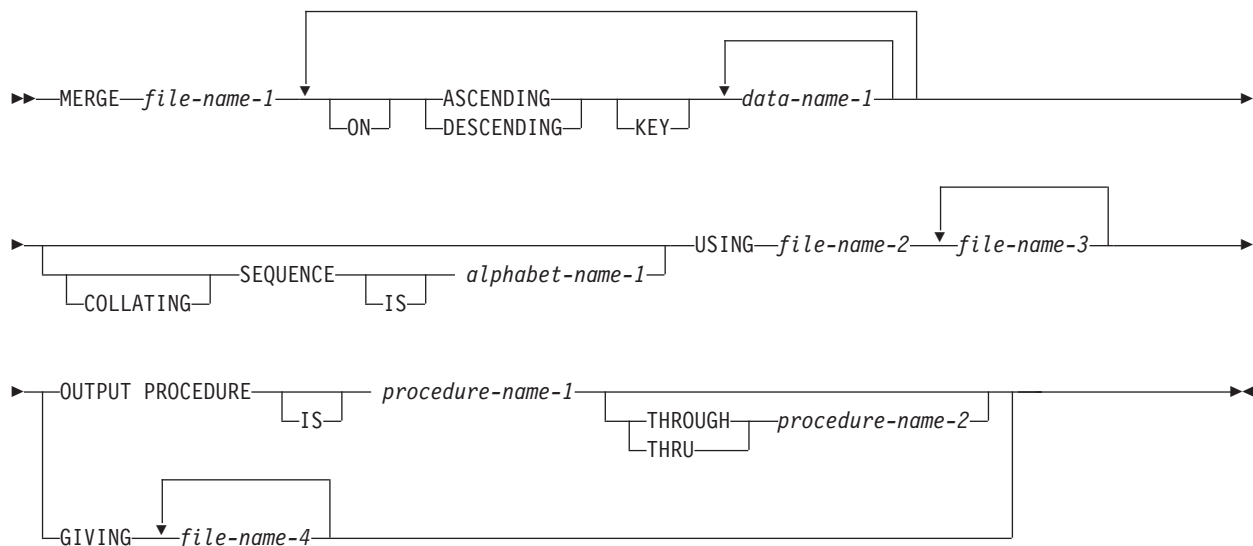 MERGE file-name-1 ASCENDING data-name-1
ON DESCENDING KEY
USING file-name-2 file-name-3
SEQUENCE alphabet-name-1
COLLATING IS
OUTPUT PROCEDURE procedure-name-1
IS THROUGH procedure-name-2
THRU
GIVING file-name-4